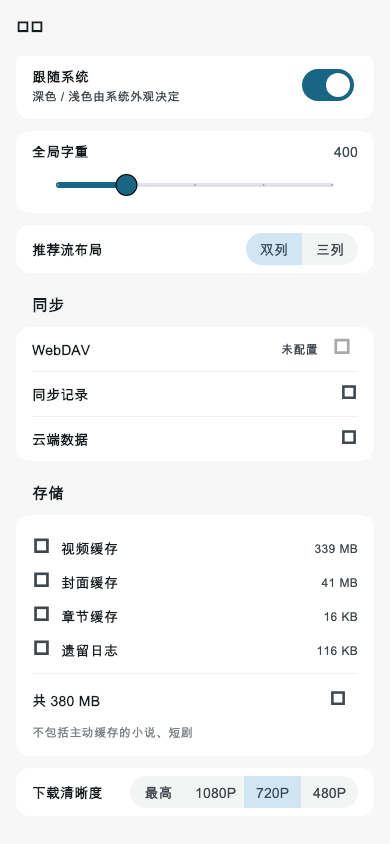 跟随系统
深色 / 浅色由系统外观决定
全局字重 400
推荐流布局 双列 三列
同步
WebDAV 未配置
同步记录
云端数据
存储
视频缓存 339 MB
封面缓存 41 MB
章节缓存 16 KB
遗留日志 116 KB
共 380 MB
不包括主动缓存的小说、短剧
下载清晰度 最高 1080P 720P 480P